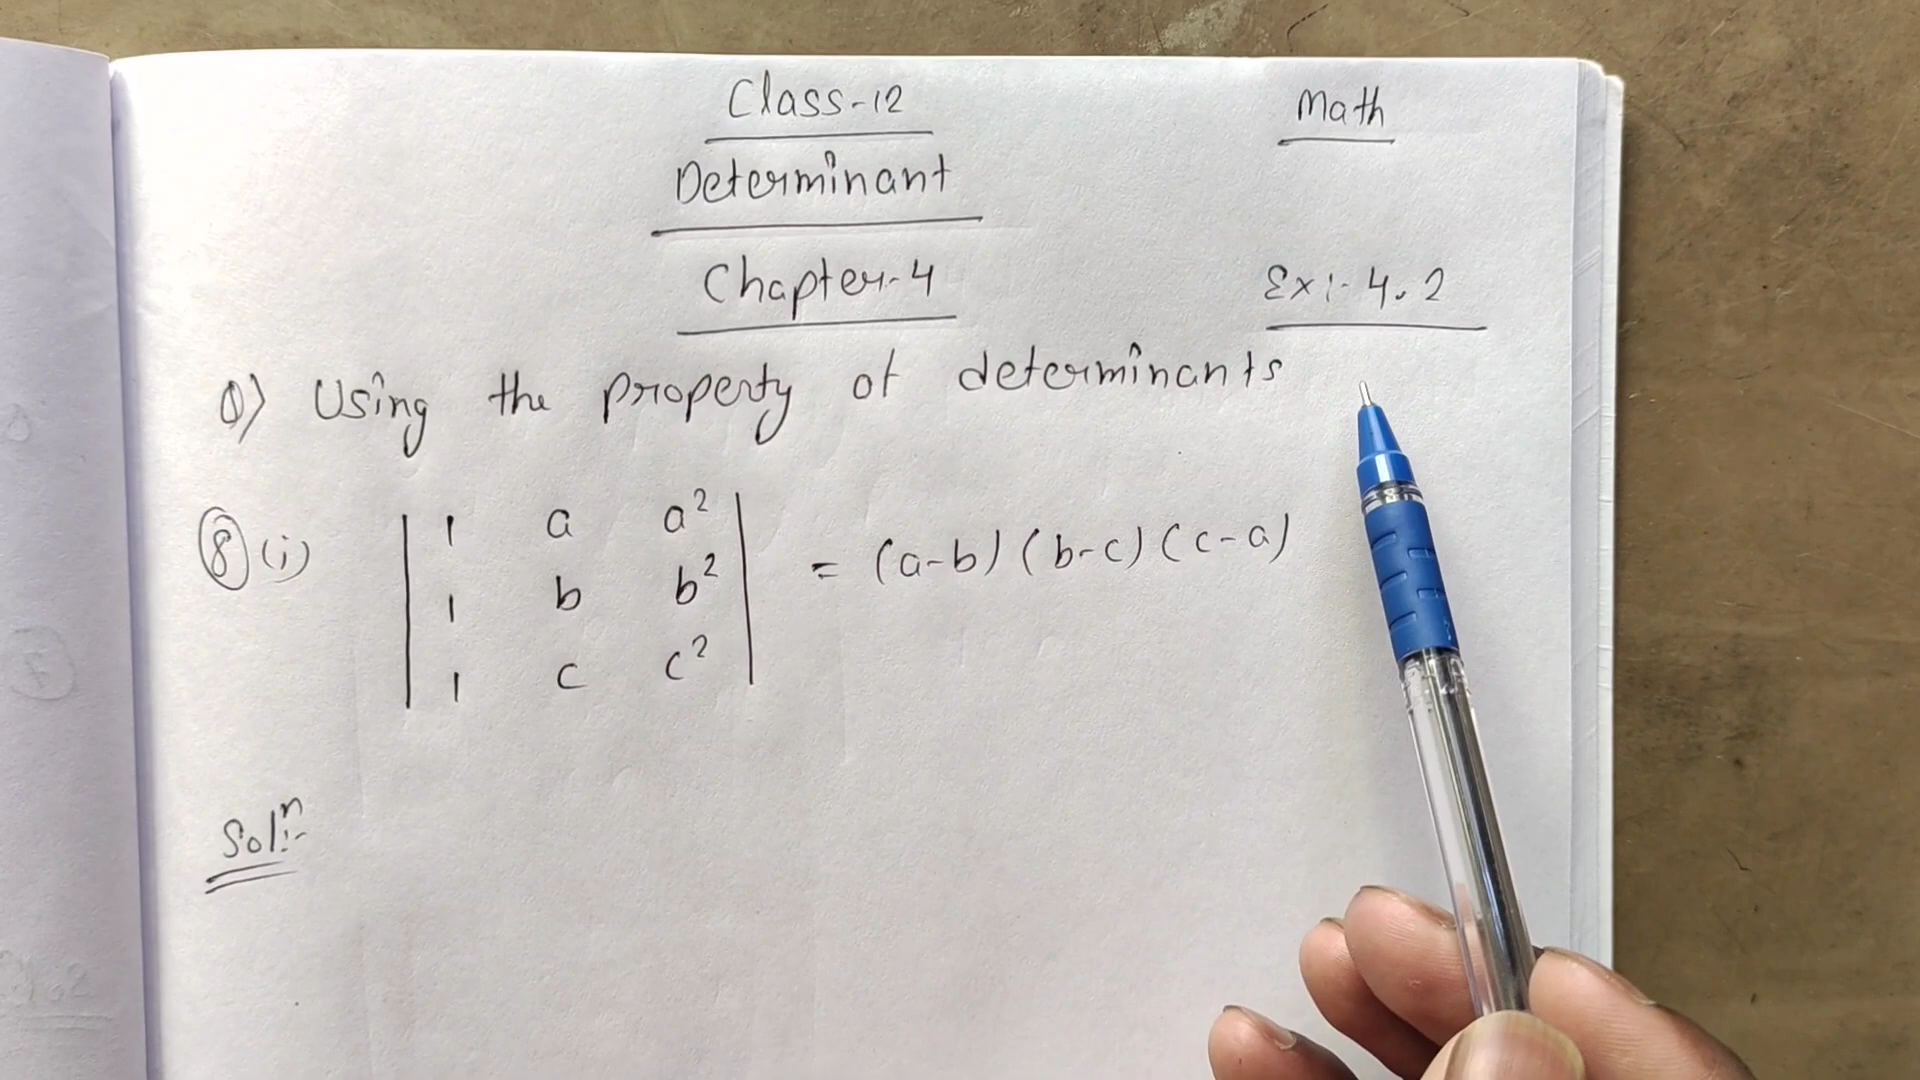 Class-12
Math
Determinant
Chapter-4
Ex:- 4.2
Q) Using the property of determinants
8 (i) | 1 a a² |
| 1 b b² | = (a-b) (b-c) (c-a)
| 1 c c² |
Solⁿ:-